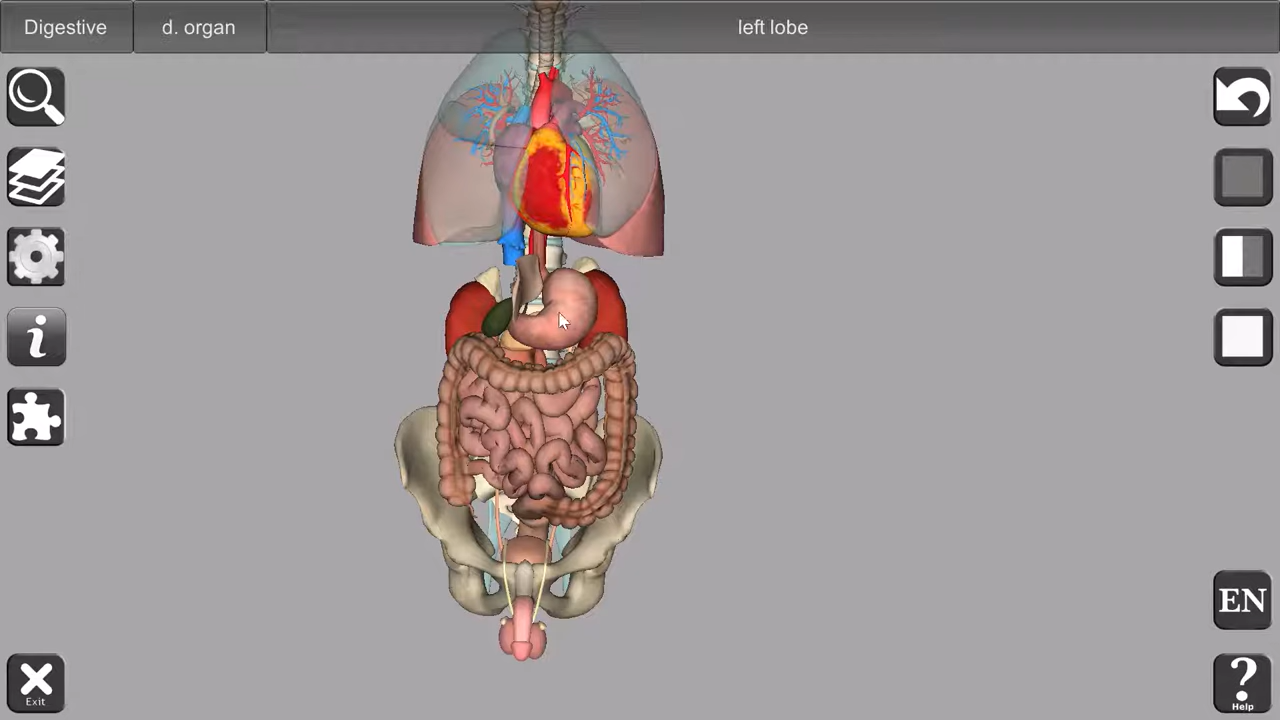 Digestive
d. organ
left lobe
i
EN
Exit
?
Help